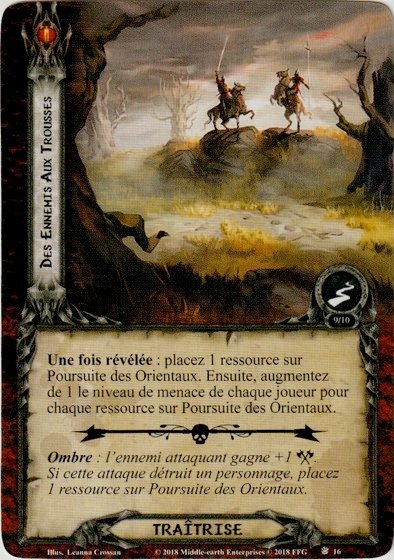 DES ENNEMIS AUX TROUSSES
9/10
Une fois révélée : placez 1 ressource sur
Poursuite des Orientaux. Ensuite, augmentez
de 1 le niveau de menace de chaque joueur pour
chaque ressource sur Poursuite des Orientaux.
Ombre : l'ennemi attaquant gagne +1
Si cette attaque détruit un personnage, placez
1 ressource sur Poursuite des Orientaux.
TRAÎTRISE
Illus. Leanna Crossan © 2018 Middle-earth Enterprises © 2018 FFG 16